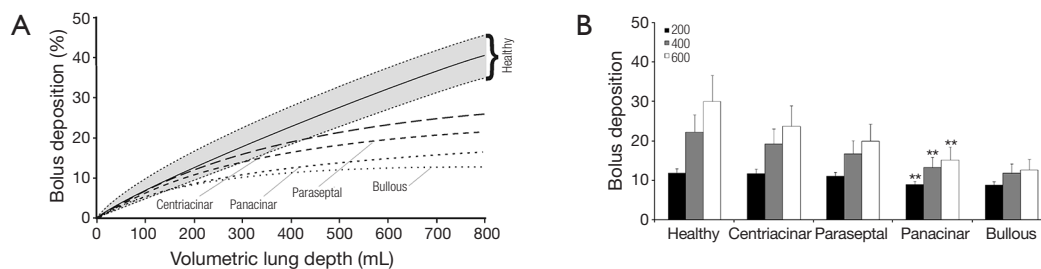 A
Bolus deposition (%)
50
40
30
20
10
0
Healthy
Centriacinar
Panacinar
Paraseptal
Bullous
0 100 200 300 400 500 600 700 800
Volumetric lung depth (mL)
B
Bolus deposition
50
40
30
20
10
0
200
400
600
** ** **
Healthy Centriacinar Paraseptal Panacinar Bullous